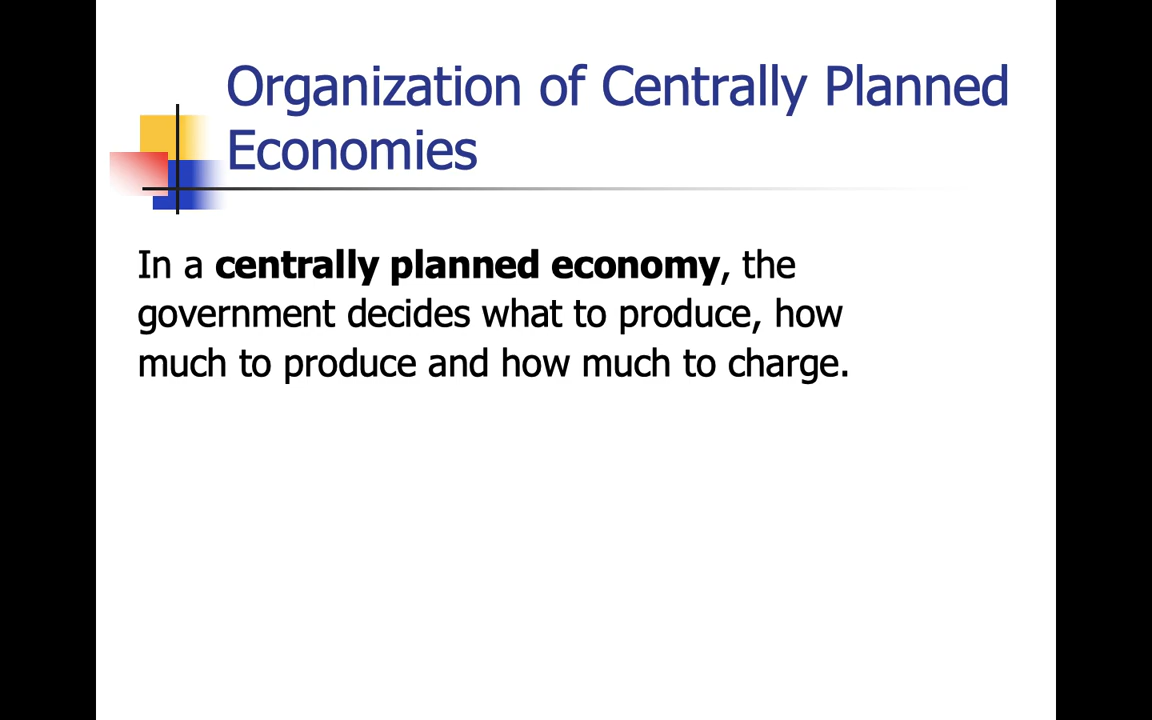 Organization of Centrally Planned
Economies
In a centrally planned economy, the
government decides what to produce, how
much to produce and how much to charge.